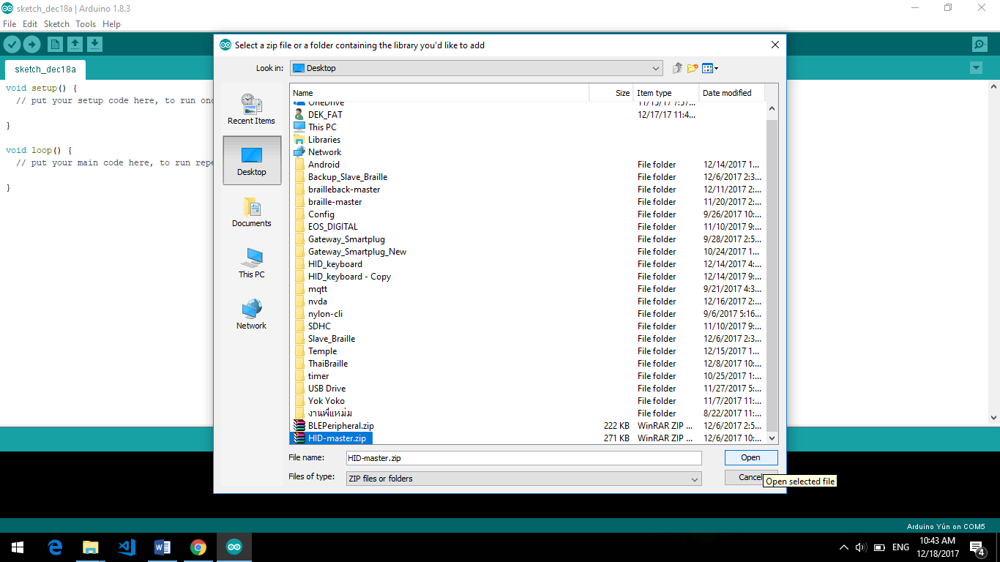 sketch_dec18a | Arduino 1.8.3
File Edit Sketch Tools Help
sketch_dec18a
void setup() {
// put your setup code here, to run onc
}
void loop() {
// put your main code here, to run repe
}
Select a zip file or a folder containing the library you'd like to add
Look in: Desktop
Recent Items
Desktop
Documents
This PC
Network
Name Size Item type Date modified
OneDrive 11/15/17 7:57...
DEK_FAT 12/17/17 11:4...
This PC
Libraries
Network
Android File folder 12/14/2017 1...
Backup_Slave_Braille File folder 12/6/2017 2:3...
brailleback-master File folder 12/11/2017 2:...
braille-master File folder 11/20/2017 2:...
Config File folder 9/26/2017 10:...
EOS_DIGITAL File folder 11/10/2017 9:...
Gateway_Smartplug File folder 9/28/2017 2:5...
Gateway_Smartplug_New File folder 10/24/2017 1...
HID_keyboard File folder 12/14/2017 4:...
HID_keyboard - Copy File folder 12/14/2017 9:...
mqtt File folder 9/21/2017 4:3...
nvda File folder 12/16/2017 2:...
nylon-cli File folder 9/6/2017 5:16...
SDHC File folder 11/10/2017 9:...
Slave_Braille File folder 12/6/2017 2:3...
Temple File folder 12/15/2017 1...
ThaiBraille File folder 12/8/2017 10:...
timer File folder 10/25/2017 1:...
USB Drive File folder 11/27/2017 5:...
Yok Yoko File folder 11/7/2017 11:...
งานพี่แหม่ม File folder 8/22/2017 11:...
BLEPeripheral.zip 222 KB WinRAR ZIP ... 12/6/2017 2:5...
HID-master.zip 271 KB WinRAR ZIP ... 12/6/2017 10:...
File name: HID-master.zip Open
Files of type: ZIP files or folders Cancel
Open selected file
Arduino Yún on COM5
ENG
10:43 AM
12/18/2017
4